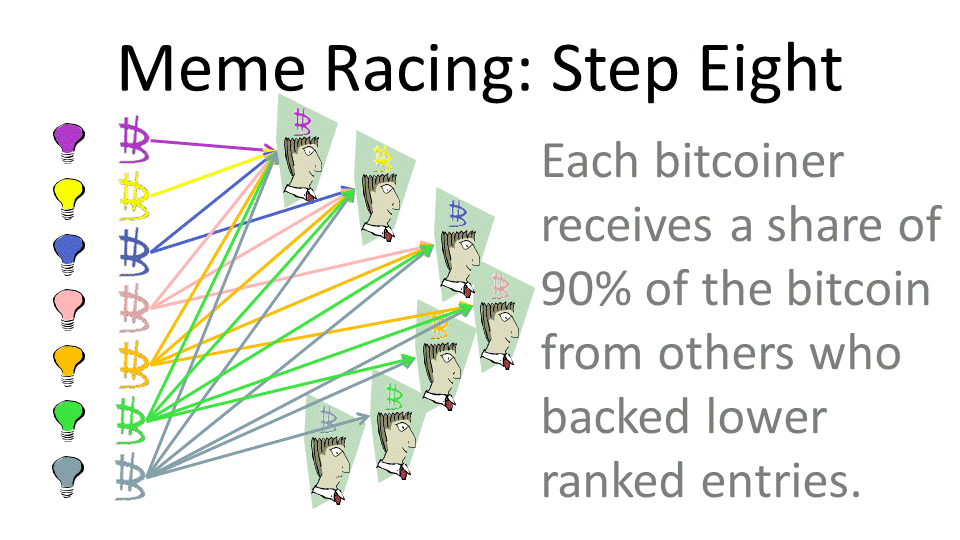 Meme Racing: Step Eight
Each bitcoiner
receives a share of
90% of the bitcoin
from others who
backed lower
ranked entries.